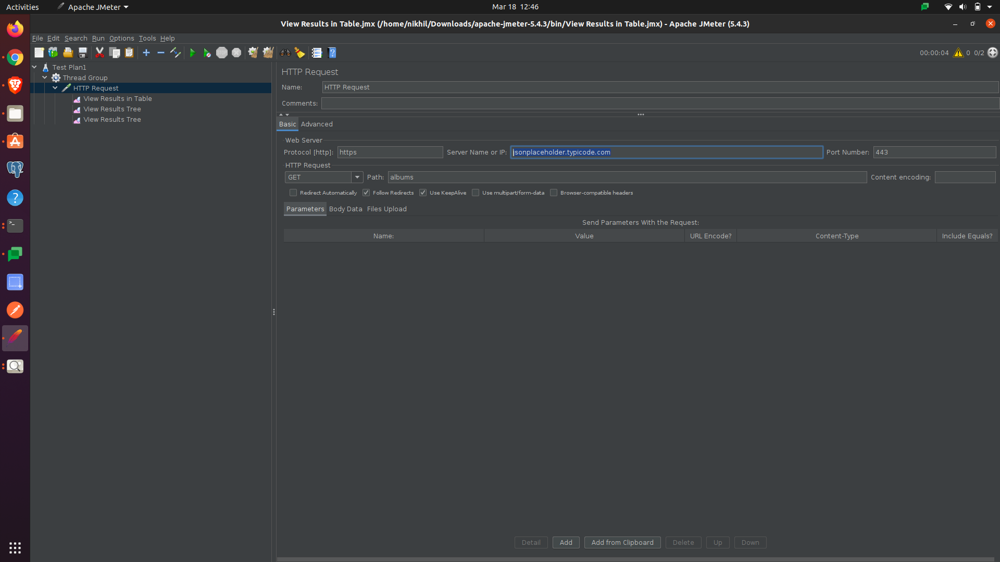 Activities Apache JMeter Mar 18 12:46
View Results in Table.jmx (/home/nikhil/Downloads/apache-jmeter-5.4.3/bin/View Results in Table.jmx) - Apache JMeter (5.4.3)
File Edit Search Run Options Tools Help
STOP 00:00:04 0 0/2
Test Plan1
Thread Group
HTTP Request
View Results in Table
View Results Tree
View Results Tree
HTTP Request
Name: HTTP Request
Comments:
Basic Advanced
Web Server
Protocol [http]: https Server Name or IP: jsonplaceholder.typicode.com Port Number: 443
HTTP Request
GET Path: albums Content encoding:
Redirect Automatically Follow Redirects Use KeepAlive Use multipart/form-data Browser-compatible headers
Parameters Body Data Files Upload
Send Parameters With the Request:
Name: Value URL Encode? Content-Type Include Equals?
Detail Add Add from Clipboard Delete Up Down